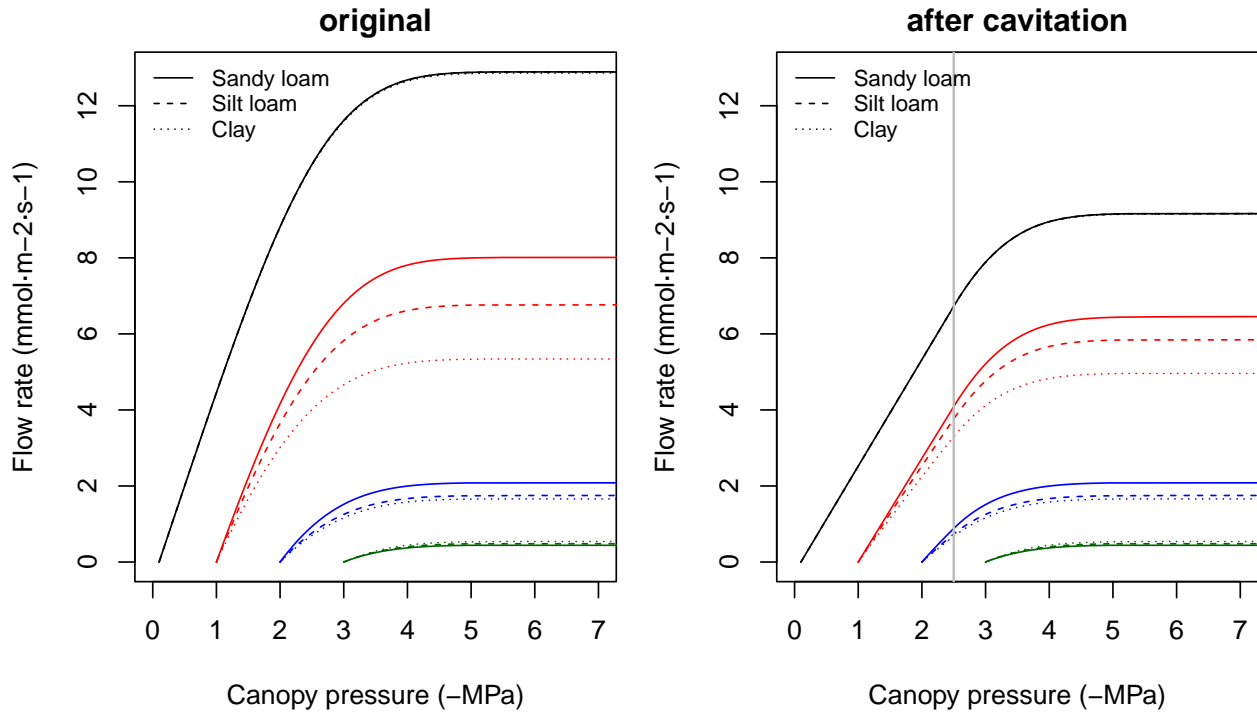 original
Flow rate (mmol·m−2·s−1)
0 2 4 6 8 10 12
Sandy loam
Silt loam
Clay
0 1 2 3 4 5 6 7
Canopy pressure (−MPa)
after cavitation
Flow rate (mmol·m−2·s−1)
0 2 4 6 8 10 12
Sandy loam
Silt loam
Clay
0 1 2 3 4 5 6 7
Canopy pressure (−MPa)